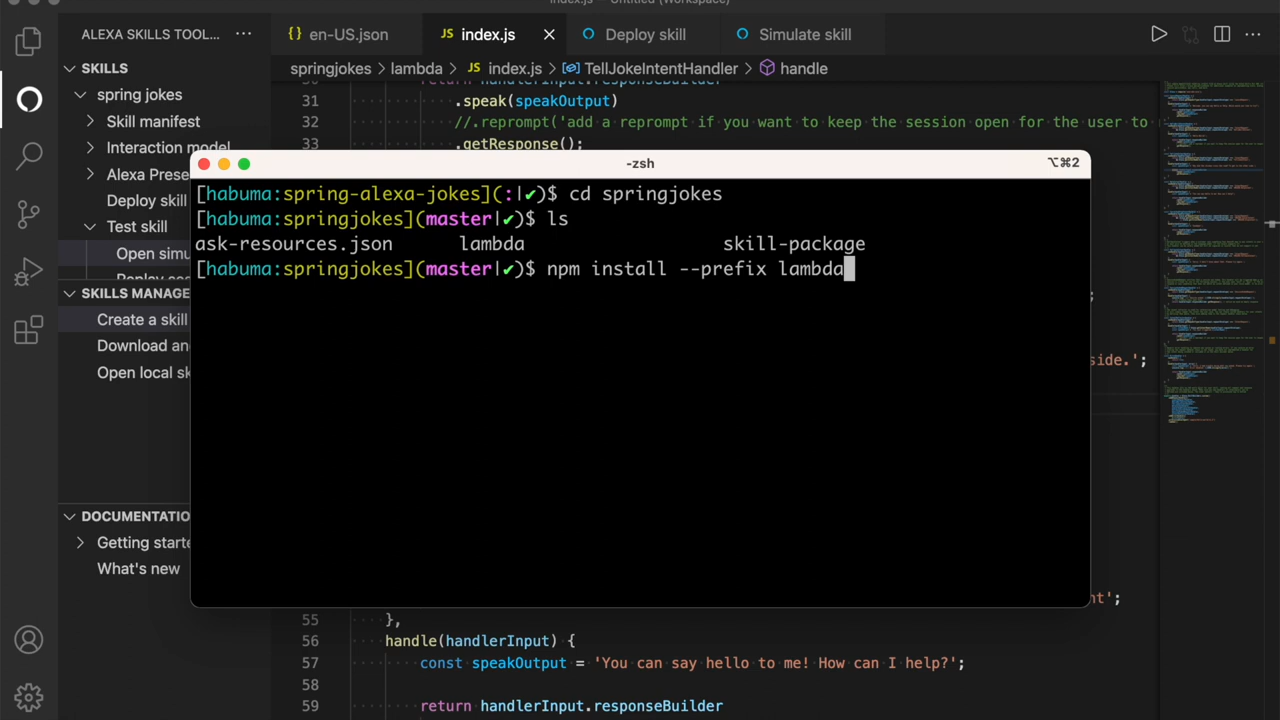 index.js — Untitled (Workspace)
ALEXA SKILLS TOOL... ...
{} en-US.json
JS index.js
Deploy skill
Simulate skill
springjokes > lambda > JS index.js > TellJokeIntentHandler > handle
SKILLS
spring jokes
Skill manifest
Interaction model
Alexa Prese
Deploy skill
Test skill
Open simu
SKILLS MANAGE
Create a skill
Download an
Open local sk
DOCUMENTATIO
Getting starte
What's new
return handlerInput.responseBuilder
31 .speak(speakOutput)
32 //.reprompt('add a reprompt if you want to keep the session open for the user to
33 .getResponse();
-zsh ⌥⌘2
[habuma:spring-alexa-jokes](:|✔)$ cd springjokes
[habuma:springjokes](master|✔)$ ls
ask-resources.json lambda skill-package
[habuma:springjokes](master|✔)$ npm install --prefix lambda
;
side.';
nt';
55 },
56 handle(handlerInput) {
57 const speakOutput = 'You can say hello to me! How can I help?';
58
59 return handlerInput.responseBuilder